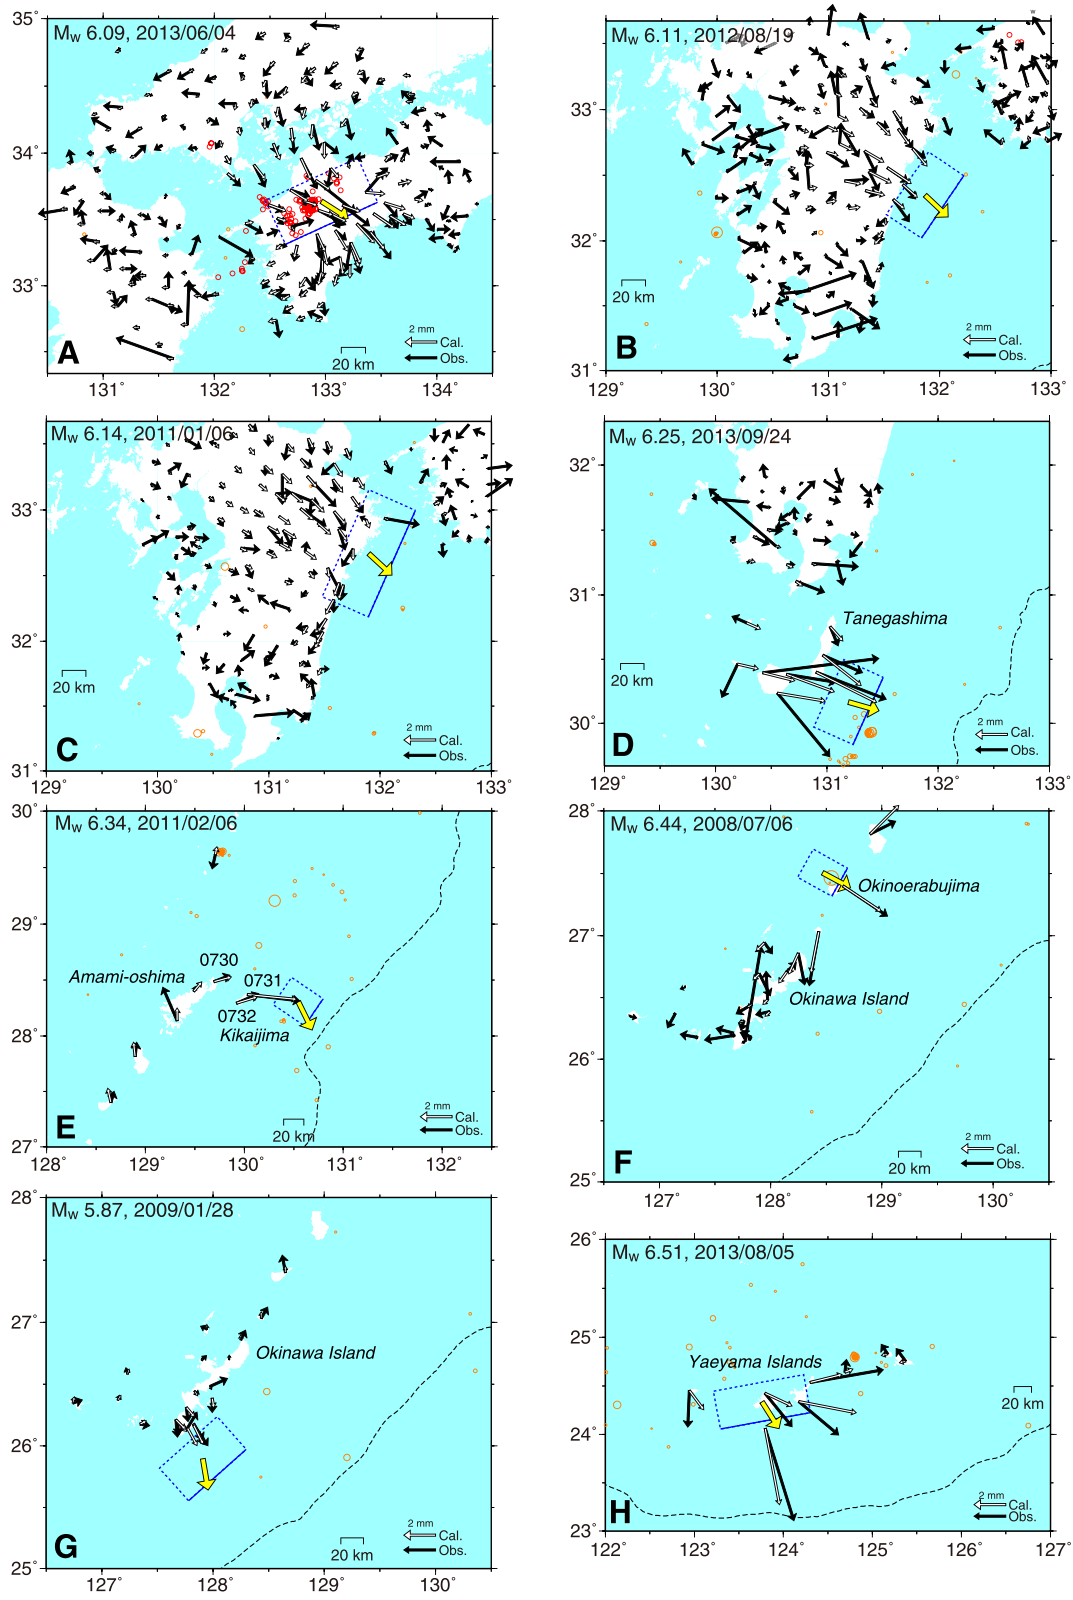 35°
34°
33°
131°
132°
133°
134°
Mw 6.09, 2013/06/04
2 mm
Cal.
Obs.
20 km
A
33°
32°
31°
129°
130°
131°
132°
133°
Mw 6.11, 2012/08/19
20 km
2 mm
Cal.
Obs.
B
33°
32°
31°
129°
130°
131°
132°
133°
Mw 6.14, 2011/01/06
20 km
2 mm
Cal.
Obs.
C
32°
31°
30°
129°
130°
131°
132°
133°
Mw 6.25, 2013/09/24
Tanegashima
20 km
2 mm
Cal.
Obs.
D
30°
29°
28°
27°
128°
129°
130°
131°
132°
Mw 6.34, 2011/02/06
0730
Amami-oshima
0731
0732
Kikaijima
2 mm
Cal.
Obs.
20 km
E
28°
27°
26°
25°
127°
128°
129°
130°
Mw 6.44, 2008/07/06
Okinoerabujima
Okinawa Island
2 mm
Cal.
Obs.
20 km
F
28°
27°
26°
25°
127°
128°
129°
130°
Mw 5.87, 2009/01/28
Okinawa Island
2 mm
Cal.
Obs.
20 km
G
26°
25°
24°
23°
122°
123°
124°
125°
126°
127°
Mw 6.51, 2013/08/05
Yaeyama Islands
20 km
2 mm
Cal.
Obs.
H